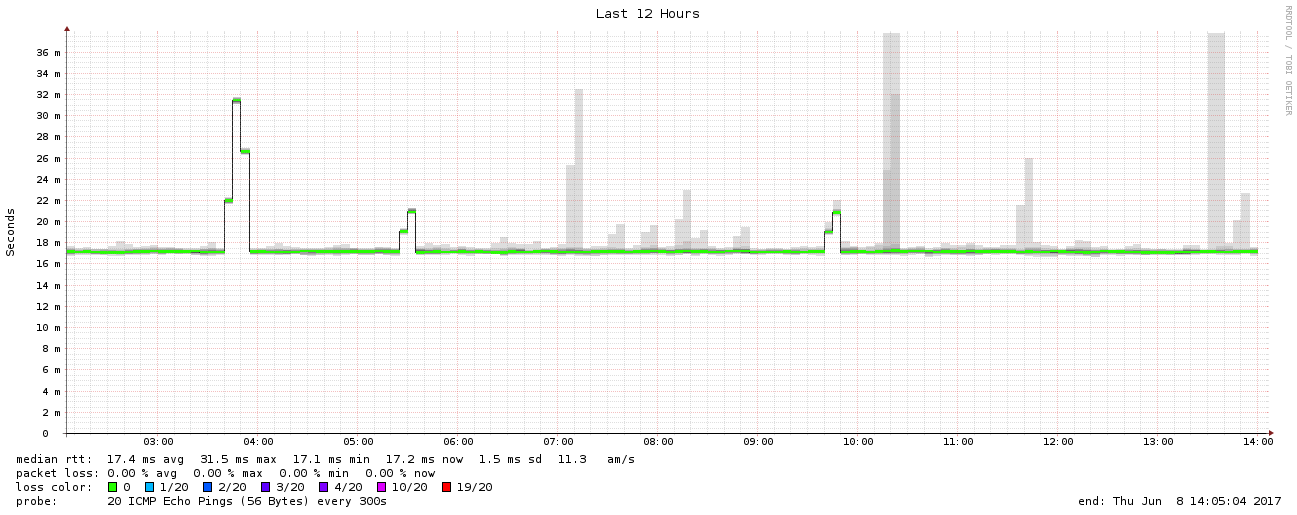 Last 12 Hours
RRDTOOL / TOBI OETIKER
Seconds
36 m
34 m
32 m
30 m
28 m
26 m
24 m
22 m
20 m
18 m
16 m
14 m
12 m
10 m
8 m
6 m
4 m
2 m
0
03:00 04:00 05:00 06:00 07:00 08:00 09:00 10:00 11:00 12:00 13:00 14:00
median rtt: 17.4 ms avg 31.5 ms max 17.1 ms min 17.2 ms now 1.5 ms sd 11.3 am/s
packet loss: 0.00 % avg 0.00 % max 0.00 % min 0.00 % now
loss color: 0 1/20 2/20 3/20 4/20 10/20 19/20
probe: 20 ICMP Echo Pings (56 Bytes) every 300s end: Thu Jun 8 14:05:04 2017